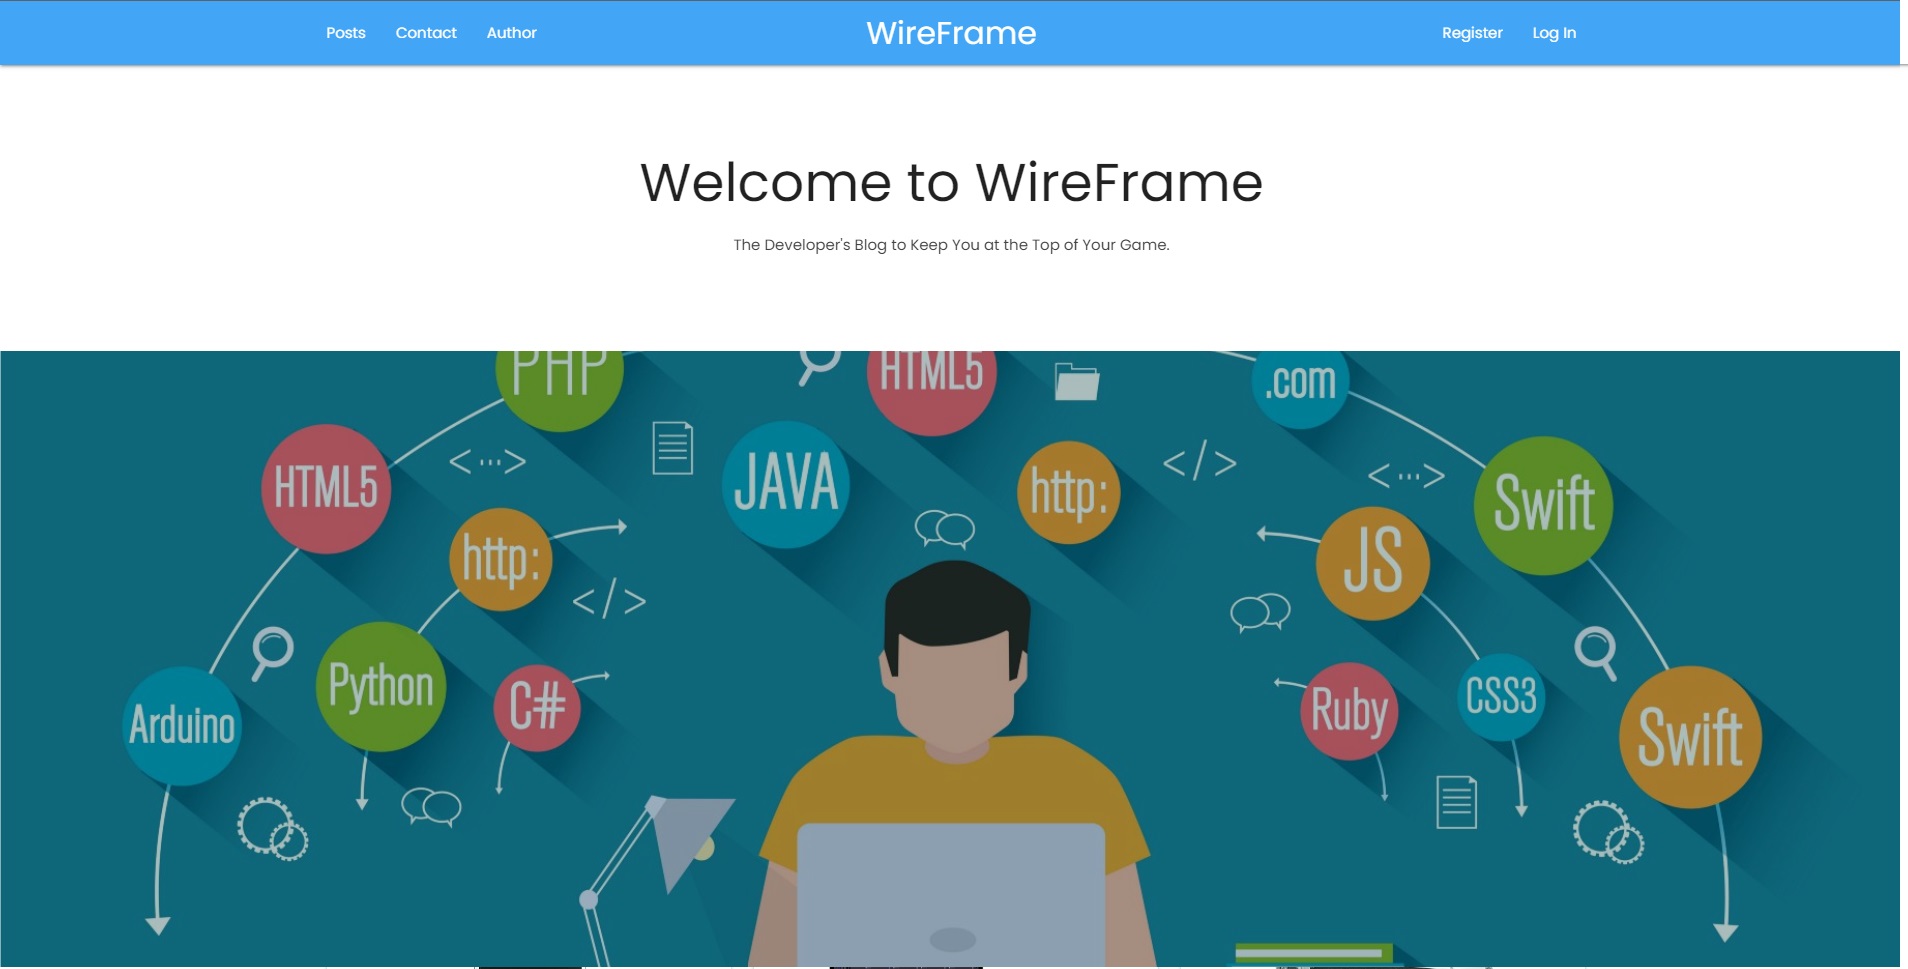 Posts Contact Author WireFrame Register Log In
Welcome to WireFrame
The Developer's Blog to Keep You at the Top of Your Game.
PHP HTML5 .com
HTML5 <...> JAVA http: </> <...> Swift
http: </> JS
Python C# Ruby CSS3
Arduino Swift